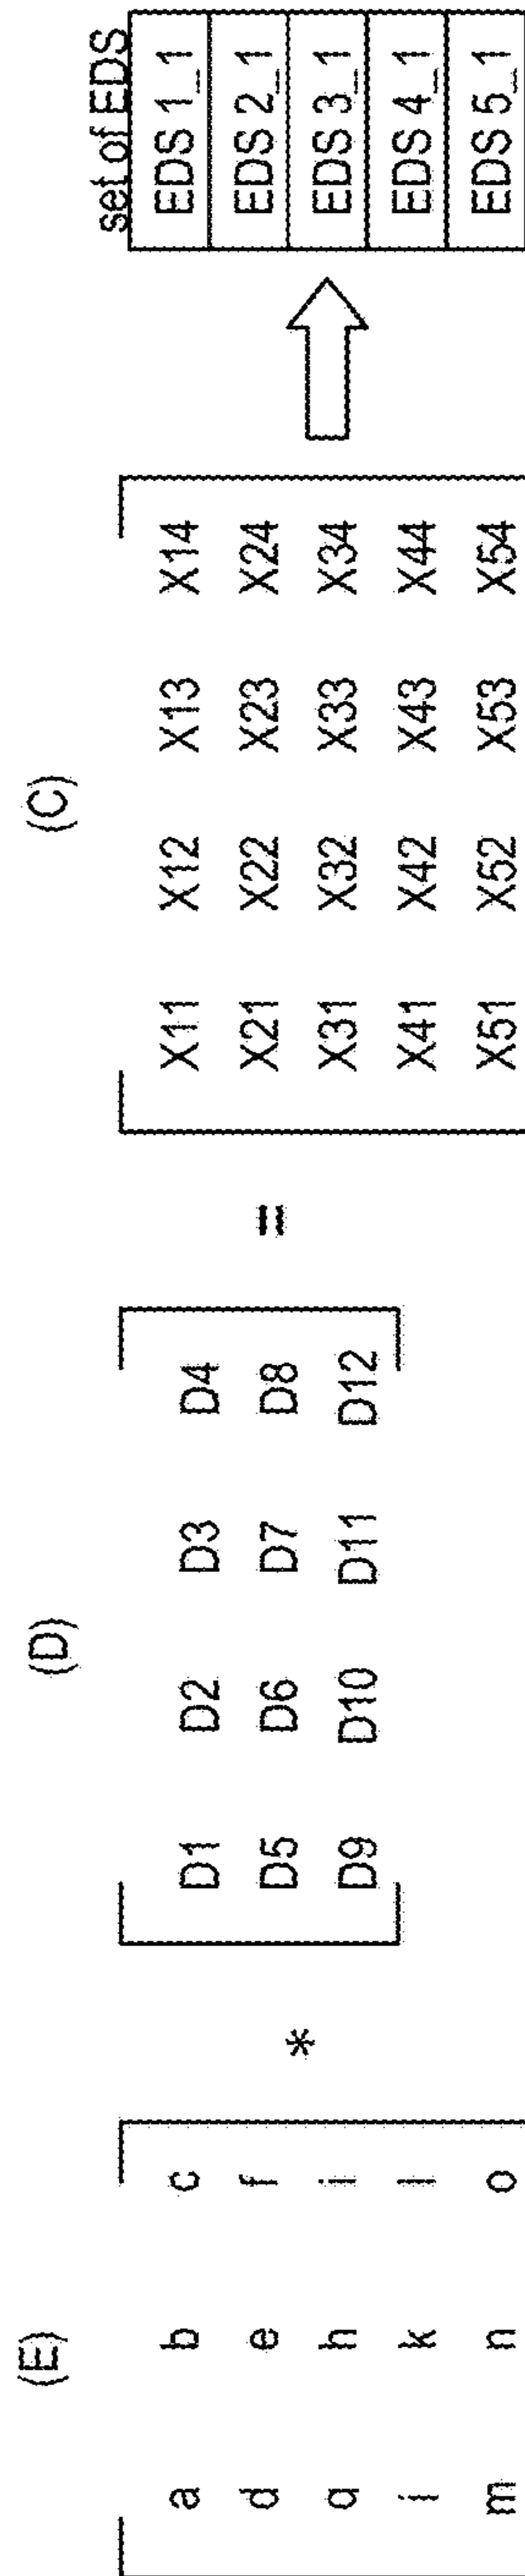 (E) (D) (C) set of EDS
a b c D1 D2 D3 D4 X11 X12 X13 X14 EDS 1_1
d e f * D5 D6 D7 D8 = X21 X22 X23 X24 EDS 2_1
g h i D9 D10 D11 D12 X31 X32 X33 X34 EDS 3_1
j k l X41 X42 X43 X44 EDS 4_1
m n o X51 X52 X53 X54 EDS 5_1